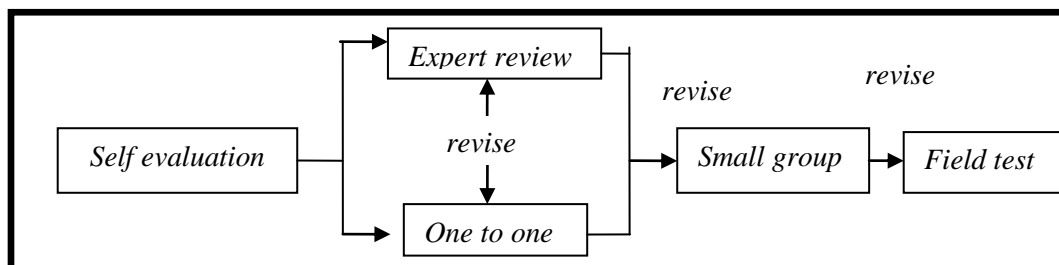 Expert review
revise
revise
Self evaluation
revise
Small group
Field test
One to one